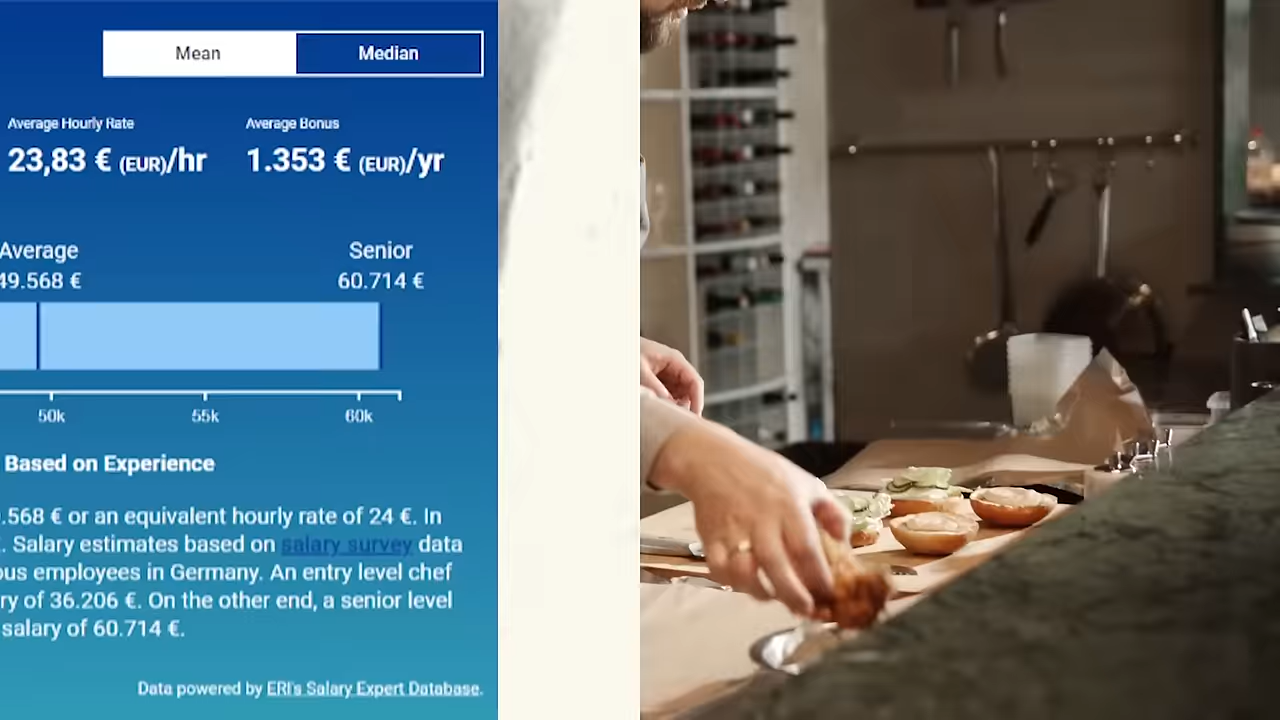 Mean Median
Average Hourly Rate Average Bonus
23,83 € (EUR)/hr 1.353 € (EUR)/yr
Average Senior
49.568 € 60.714 €
50k 55k 60k
Based on Experience
.568 € or an equivalent hourly rate of 24 €. In
. Salary estimates based on salary survey data
ous employees in Germany. An entry level chef
ry of 36.206 €. On the other end, a senior level
salary of 60.714 €.
Data powered by ERI's Salary Expert Database.